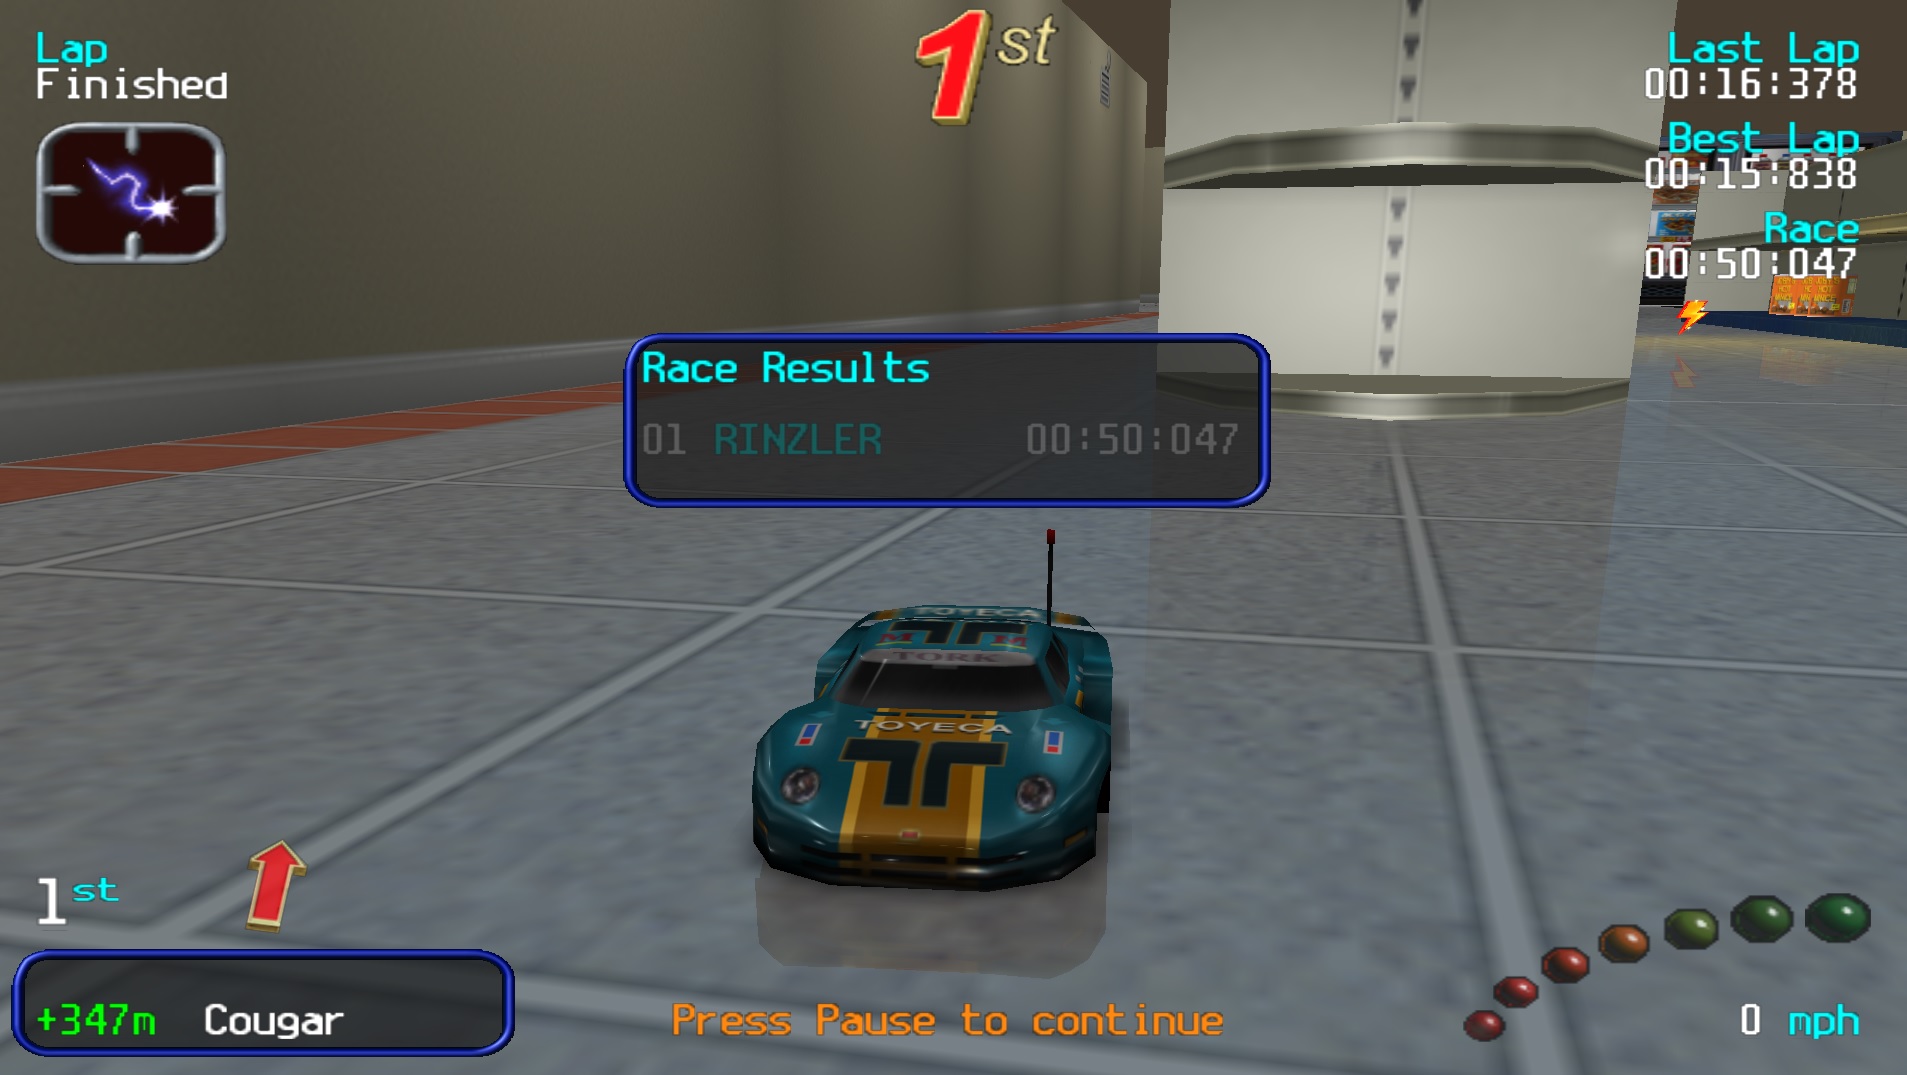 Lap
Finished
1st
Last Lap
00:16:378
Best Lap
00:15:838
Race
00:50:047
Race Results
01 RINZLER 00:50:047
TOYECA
TORK
TOYECA
1st
+347m Cougar
Press Pause to continue
0 mph